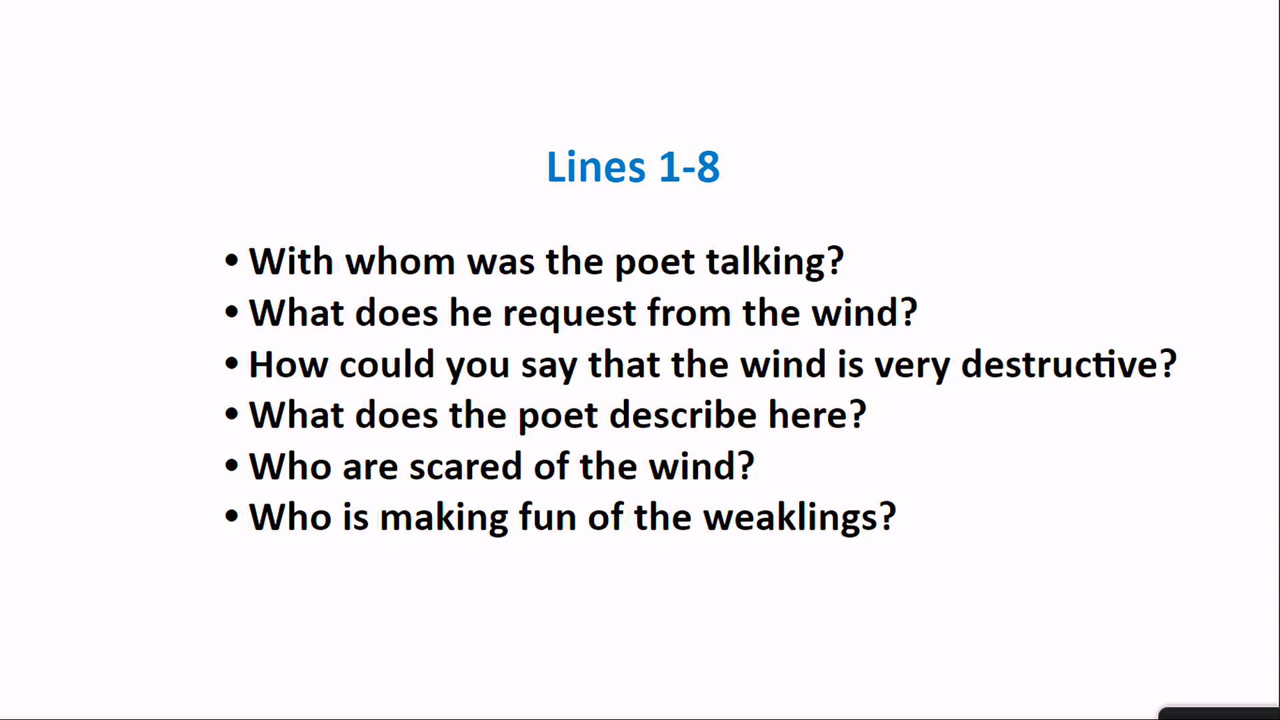 Lines 1-8
• With whom was the poet talking?
• What does he request from the wind?
• How could you say that the wind is very destructive?
• What does the poet describe here?
• Who are scared of the wind?
• Who is making fun of the weaklings?